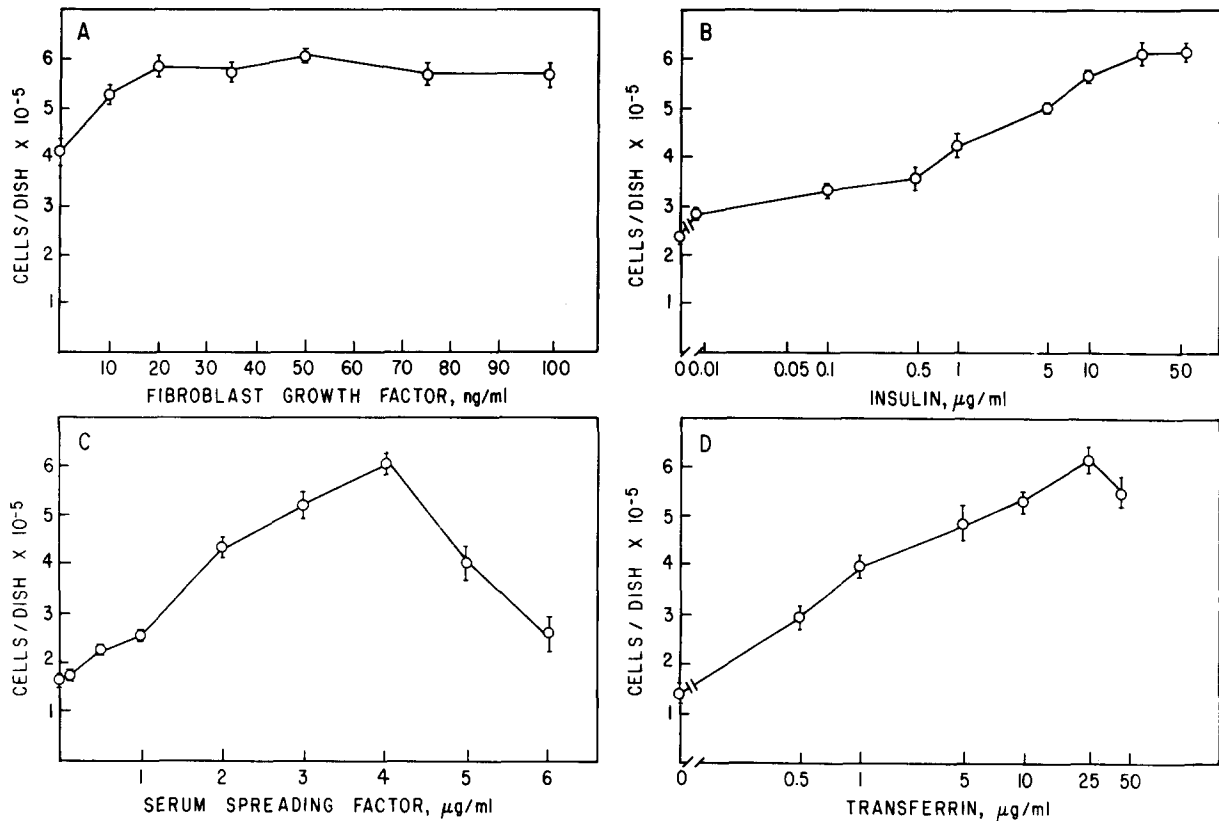 A
CELLS/DISH X 10-5
6
5
4
3
2
1
10 20 30 40 50 60 70 80 90 100
FIBROBLAST GROWTH FACTOR, ng/ml
B
CELLS/DISH X 10-5
6
5
4
3
2
1
0 0.01 0.05 0.1 0.5 1 5 10 50
INSULIN, μg/ml
C
CELLS/DISH X 10-5
6
5
4
3
2
1
1 2 3 4 5 6
SERUM SPREADING FACTOR, μg/ml
D
CELLS/DISH X 10-5
6
5
4
3
2
1
0 0.5 1 5 10 25 50
TRANSFERRIN, μg/ml